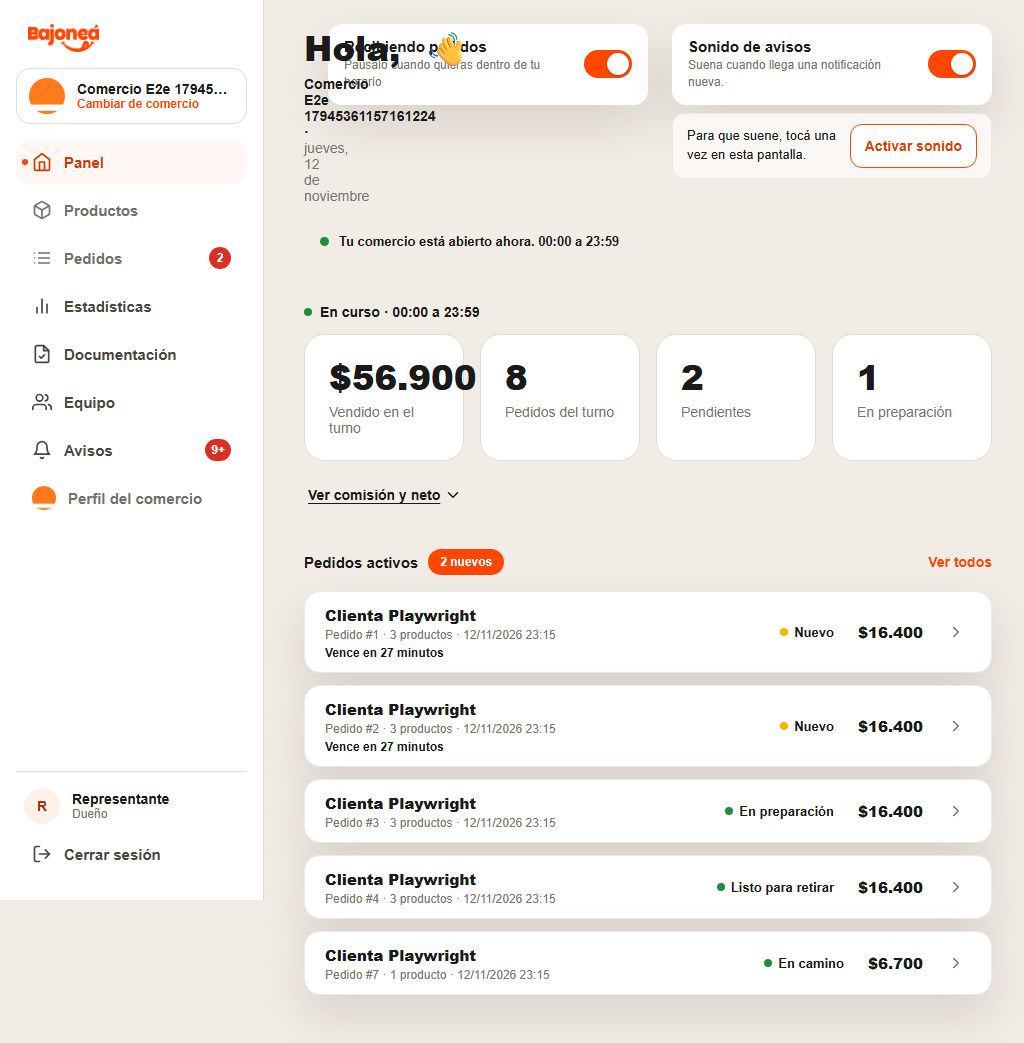 Bajoneá
Comercio E2e 17945...
Cambiar de comercio
Panel
Productos
Pedidos
2
Estadísticas
Documentación
Equipo
Avisos
9+
Perfil del comercio
Representante
R
Dueño
Cerrar sesión
Hola,
Comercio
E2e
17945361157161224
·
jueves,
12
de
noviembre
Recibiendo pedidos
Pausalo cuando quieras dentro de tu
horario
Sonido de avisos
Suena cuando llega una notificación
nueva.
Para que suene, tocá una
vez en esta pantalla.
Activar sonido
Tu comercio está abierto ahora. 00:00 a 23:59
En curso · 00:00 a 23:59
$56.900
Vendido en el
turno
8
Pedidos del turno
2
Pendientes
1
En preparación
Ver comisión y neto
Pedidos activos
2 nuevos
Ver todos
Clienta Playwright
Pedido #1 · 3 productos · 12/11/2026 23:15
Vence en 27 minutos
Nuevo
$16.400
Clienta Playwright
Pedido #2 · 3 productos · 12/11/2026 23:15
Vence en 27 minutos
Nuevo
$16.400
Clienta Playwright
Pedido #3 · 3 productos · 12/11/2026 23:15
En preparación
$16.400
Clienta Playwright
Pedido #4 · 3 productos · 12/11/2026 23:15
Listo para retirar
$16.400
Clienta Playwright
Pedido #7 · 1 producto · 12/11/2026 23:15
En camino
$6.700